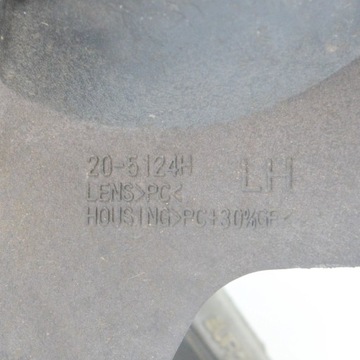 20-5124H LH
LENS>PC<
HOUSING>PC+30%GF<